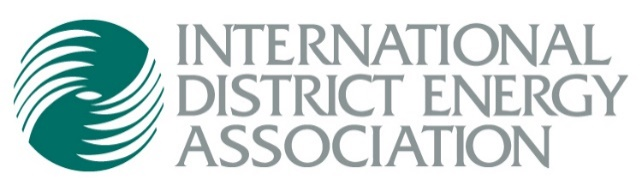 INTERNATIONAL
DISTRICT ENERGY
ASSOCIATION